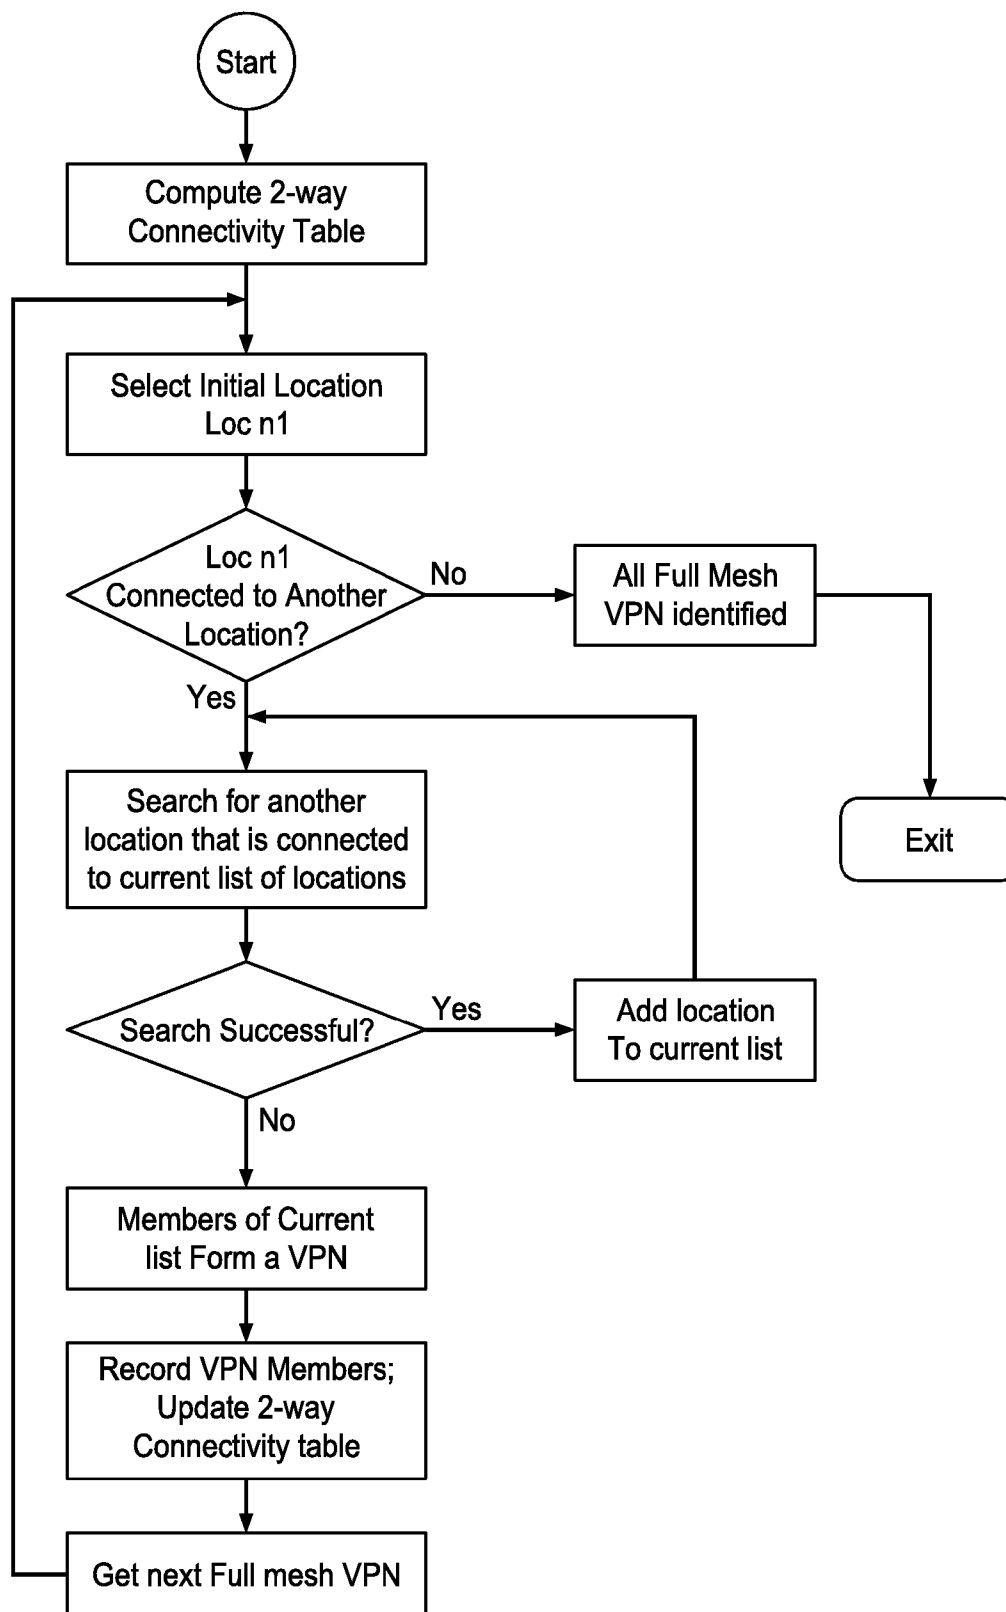 Start
Compute 2-way
Connectivity Table
Select Initial Location
Loc n1
Loc n1
Connected to Another
Location?
No
All Full Mesh
VPN identified
Yes
Search for another
location that is connected
to current list of locations
Exit
Search Successful?
Yes
Add location
To current list
No
Members of Current
list Form a VPN
Record VPN Members;
Update 2-way
Connectivity table
Get next Full mesh VPN